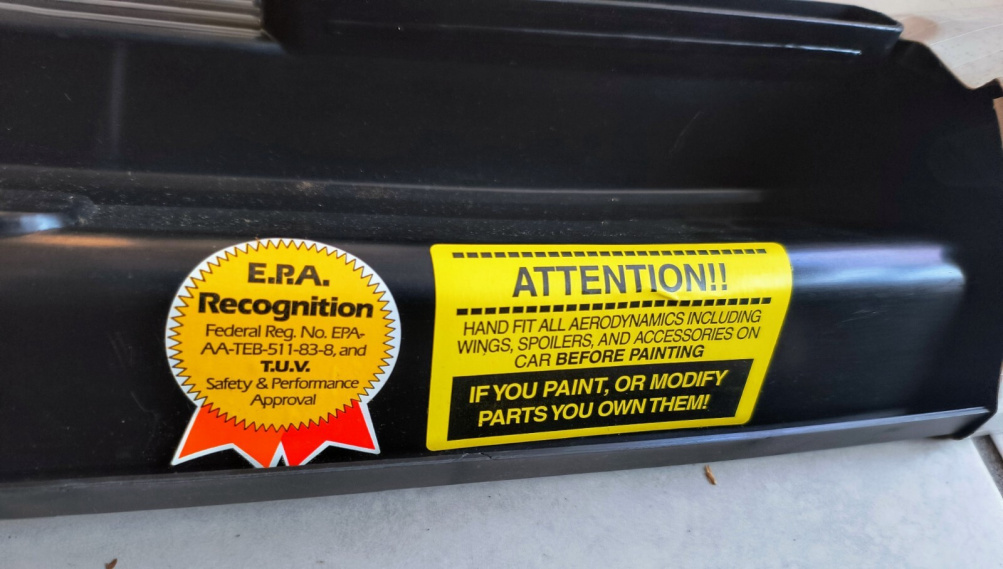 E.P.A.
Recognition
Federal Reg. No. EPA-
AA-TEB-511-83-8, and
T.U.V.
Safety & Performance
Approval
ATTENTION!!
HAND FIT ALL AERODYNAMICS INCLUDING
WINGS, SPOILERS, AND ACCESSORIES ON
CAR BEFORE PAINTING
IF YOU PAINT, OR MODIFY
PARTS YOU OWN THEM!